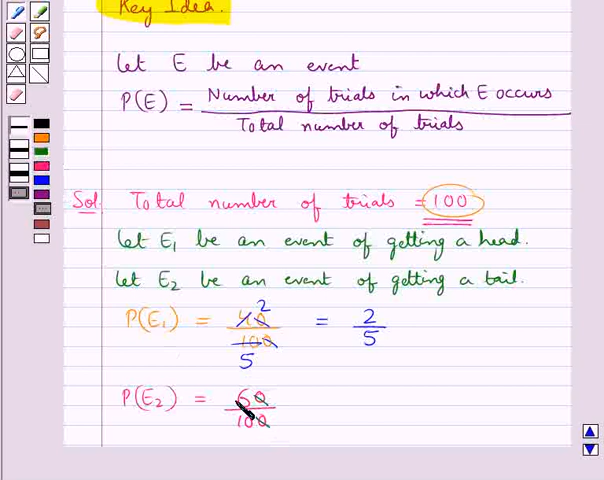 Key Idea.
Let E be an event
P(E) = Number of trials in which E occurs
Total number of trials
Sol. Total number of trials = 100
Let E₁ be an event of getting a head.
Let E₂ be an event of getting a tail.
P(E₁) = 40 2 / 100 5 = 2/5
P(E₂) = 60/100